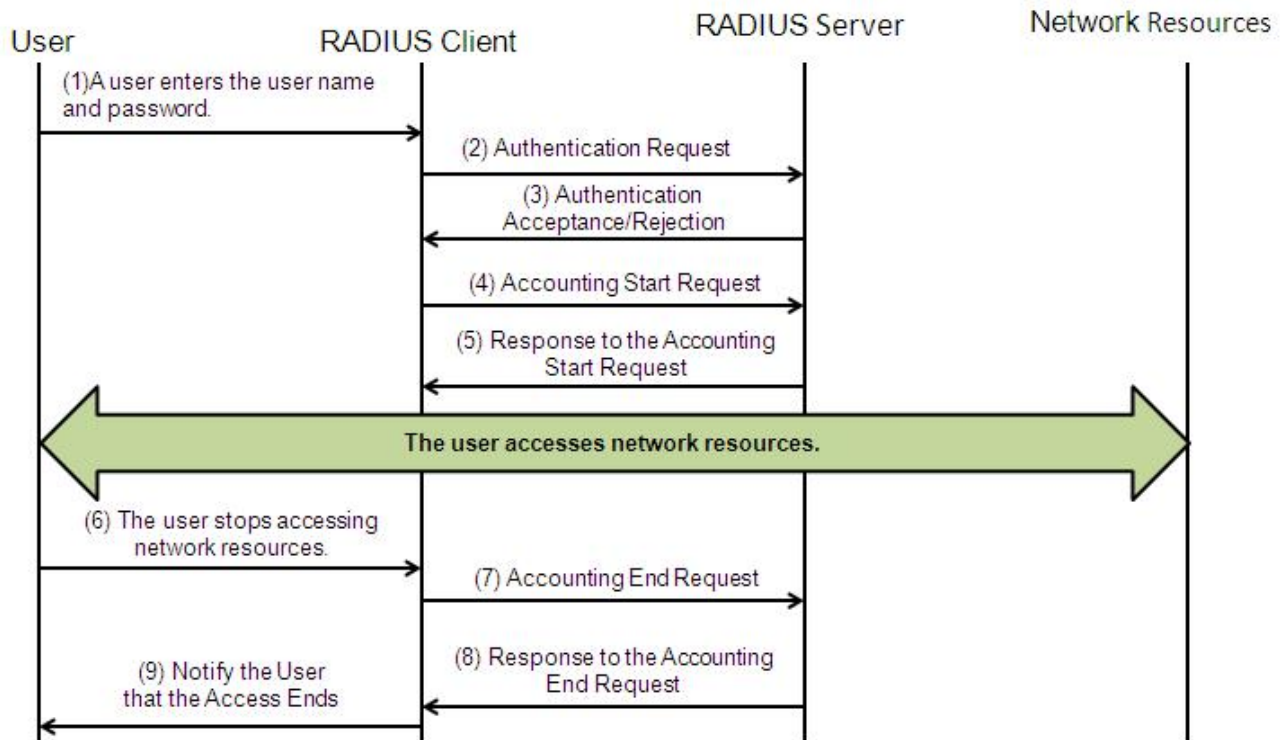 User
RADIUS Client
RADIUS Server
Network Resources
(1)A user enters the user name
and password.
(2) Authentication Request
(3) Authentication
Acceptance/Rejection
(4) Accounting Start Request
(5) Response to the Accounting
Start Request
The user accesses network resources.
(6) The user stops accessing
network resources.
(7) Accounting End Request
(8) Response to the Accounting
End Request
(9) Notify the User
that the Access Ends